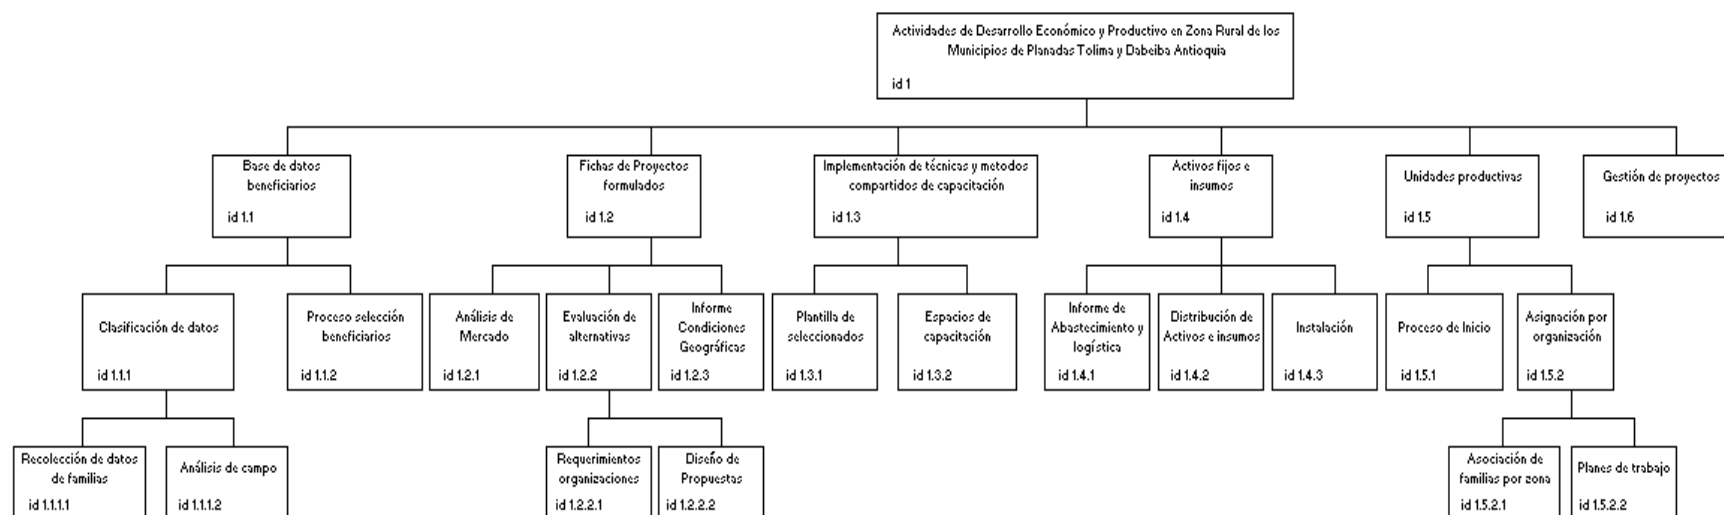 Actividades de Desarrollo Económico y Productivo en Zona Rural de los
Municipios de Planadas Tolima y Dabeiba Antioquia
id 1
Base de datos
beneficiarios
id 1.1
Fichas de Proyectos
formulados
id 1.2
Implementación de técnicas y metodos
compartidos de capacitación
id 1.3
Activos fijos e
insumos
id 1.4
Unidades productivas
id 1.5
Gestión de proyectos
id 1.6
Clasificación de datos
id 1.1.1
Proceso selección
beneficiarios
id 1.1.2
Análisis de
Mercado
id 1.2.1
Evaluación de
alternativas
id 1.2.2
Informe
Condiciones
Geográficas
id 1.2.3
Plantilla de
seleccionados
id 1.3.1
Espacios de
capacitación
id 1.3.2
Informe de
Abastecimiento y
logística
id 1.4.1
Distribución de
Activos e insumos
id 1.4.2
Instalación
id 1.4.3
Proceso de Inicio
id 1.5.1
Asignación por
organización
id 1.5.2
Recolección de datos
de familias
id 1.1.1.1
Análisis de campo
id 1.1.1.2
Requerimientos
organizaciones
id 1.2.2.1
Diseño de
Propuestas
id 1.2.2.2
Asociación de
familias por zona
id 1.5.2.1
Planes de trabajo
id 1.5.2.2